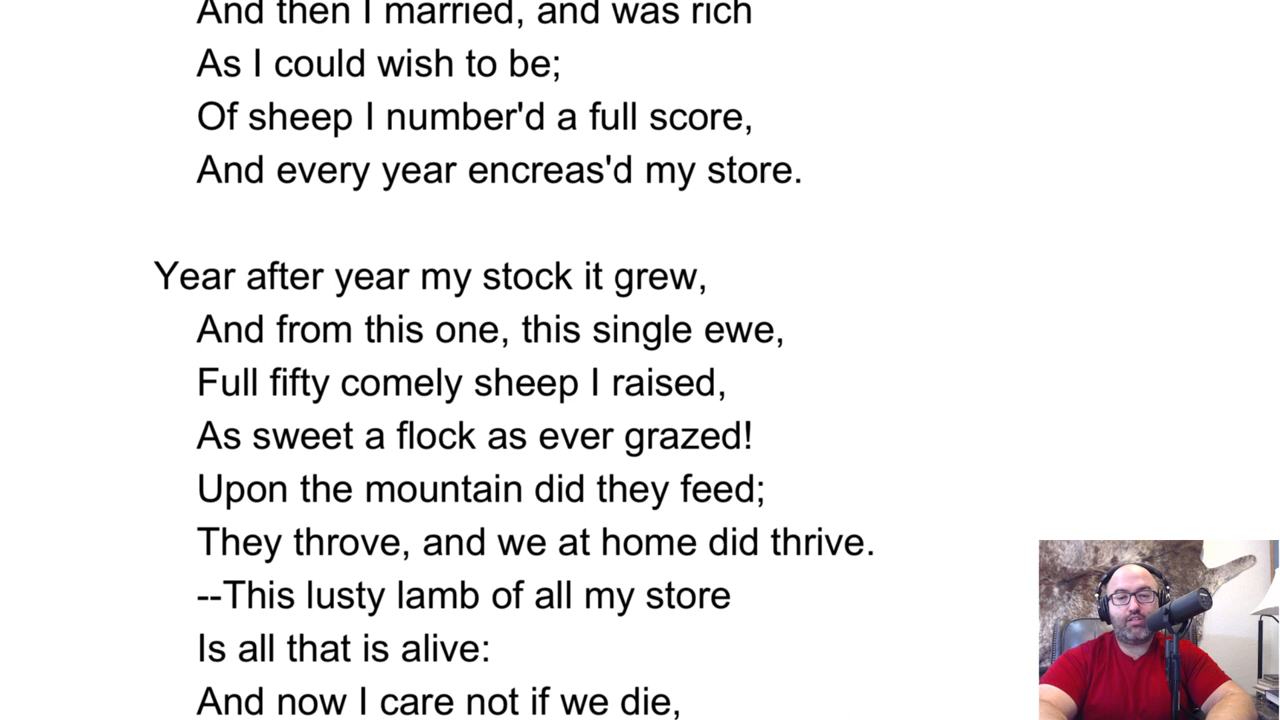 And then I married, and was rich
As I could wish to be;
Of sheep I number'd a full score,
And every year encreas'd my store.
Year after year my stock it grew,
And from this one, this single ewe,
Full fifty comely sheep I raised,
As sweet a flock as ever grazed!
Upon the mountain did they feed;
They throve, and we at home did thrive.
--This lusty lamb of all my store
Is all that is alive:
And now I care not if we die,